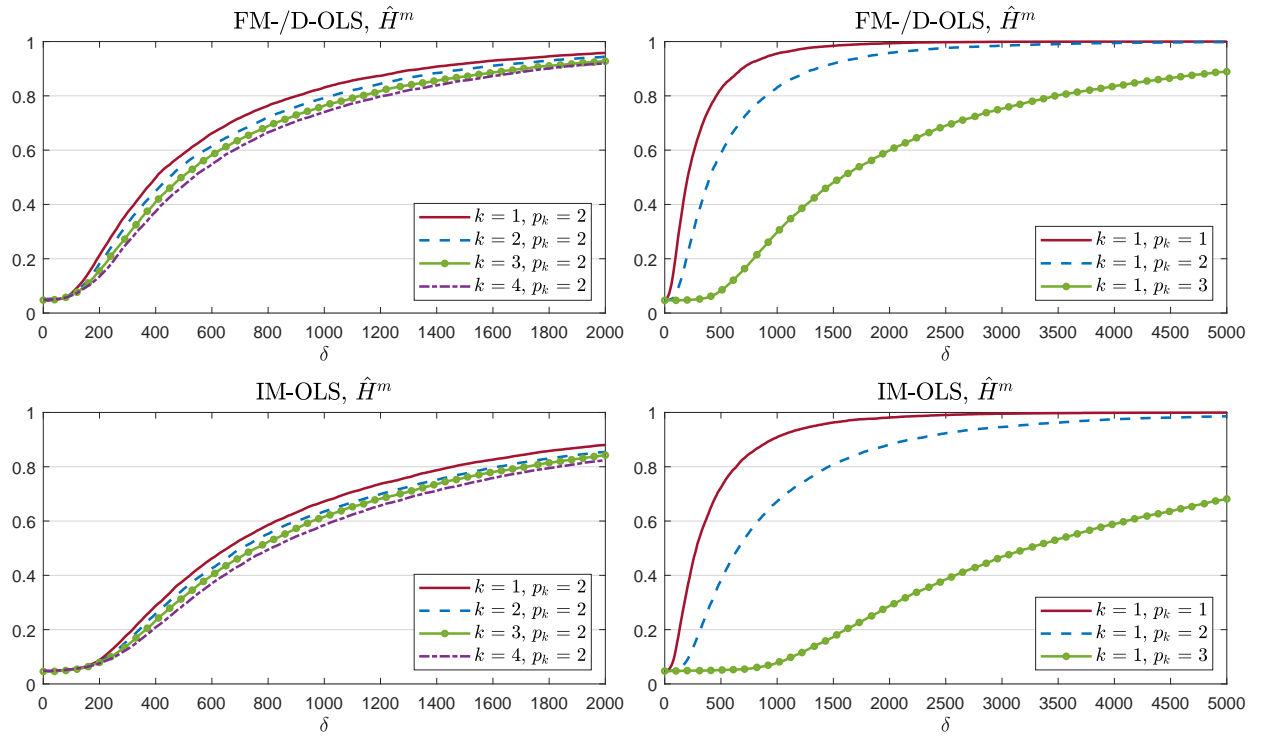 FM-/D-OLS, $\hat{H}^m$
1
0.8
0.6
0.4
0.2
0
k = 1, p_k = 2
k = 2, p_k = 2
k = 3, p_k = 2
k = 4, p_k = 2
0 200 400 600 800 1000 1200 1400 1600 1800 2000
δ
FM-/D-OLS, $\hat{H}^m$
1
0.8
0.6
0.4
0.2
0
k = 1, p_k = 1
k = 1, p_k = 2
k = 1, p_k = 3
0 500 1000 1500 2000 2500 3000 3500 4000 4500 5000
δ
IM-OLS, $\hat{H}^m$
1
0.8
0.6
0.4
0.2
0
k = 1, p_k = 2
k = 2, p_k = 2
k = 3, p_k = 2
k = 4, p_k = 2
0 200 400 600 800 1000 1200 1400 1600 1800 2000
δ
IM-OLS, $\hat{H}^m$
1
0.8
0.6
0.4
0.2
0
k = 1, p_k = 1
k = 1, p_k = 2
k = 1, p_k = 3
0 500 1000 1500 2000 2500 3000 3500 4000 4500 5000
δ